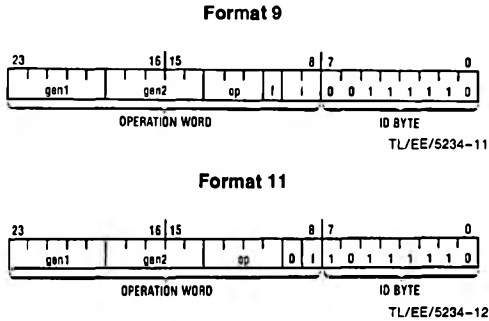 Format 9
23 16 15 8 7 0
gen1 gen2 op f i 0 0 1 1 1 1 1 0
OPERATION WORD ID BYTE
TL/EE/5234-11
Format 11
23 16 15 8 7 0
gen1 gen2 op 0 f 1 0 1 1 1 1 1 0
OPERATION WORD ID BYTE
TL/EE/5234-12